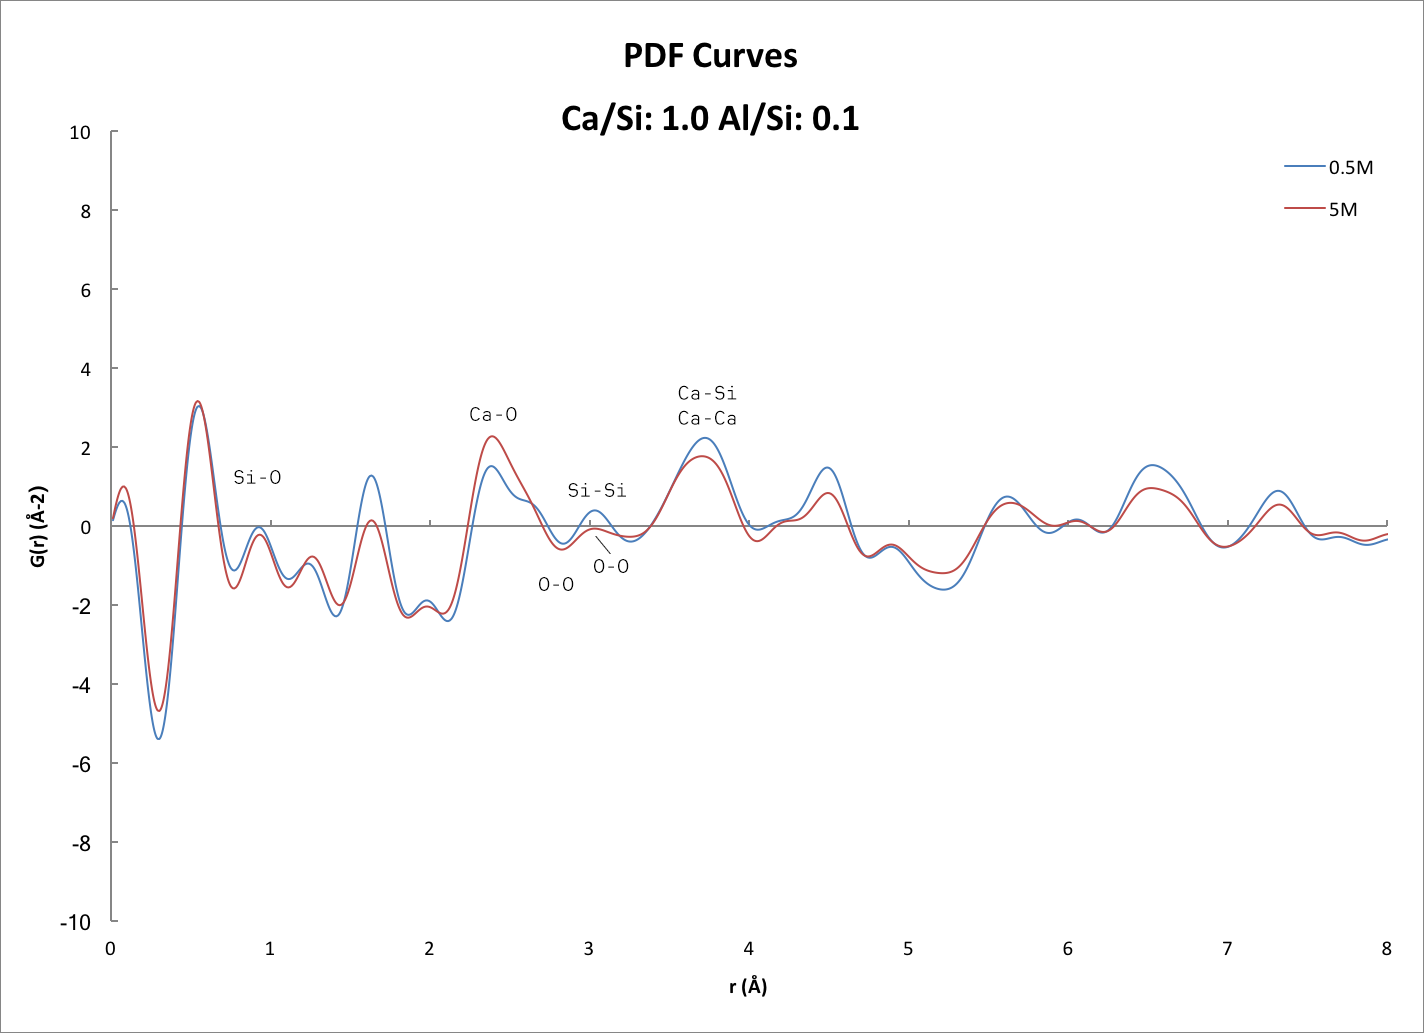 PDF Curves
Ca/Si: 1.0 Al/Si: 0.1
0.5M
5M
10
8
6
4
2
0
-2
-4
-6
-8
-10
G(r) (Å-2)
Si-O
Ca-O
Si-Si
O-O
O-O
Ca-Si
Ca-Ca
0 1 2 3 4 5 6 7 8
r (Å)